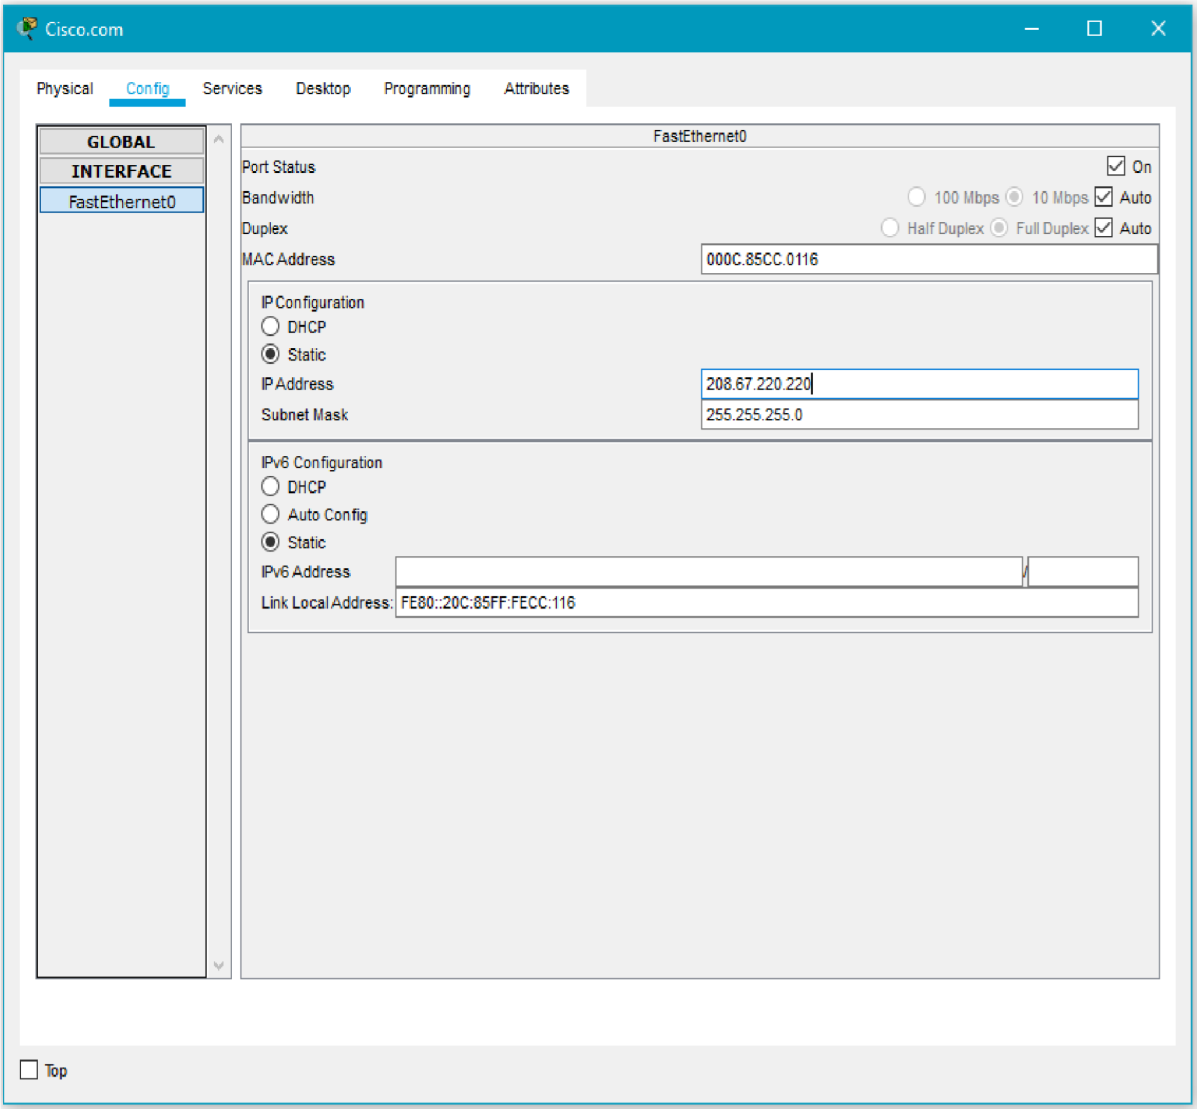 Cisco.com
Physical Config Services Desktop Programming Attributes
GLOBAL
INTERFACE
FastEthernet0
FastEthernet0
Port Status On
Bandwidth 100 Mbps 10 Mbps Auto
Duplex Half Duplex Full Duplex Auto
MAC Address 000C.85CC.0116
IP Configuration
DHCP
Static
IP Address 208.67.220.220
Subnet Mask 255.255.255.0
IPv6 Configuration
DHCP
Auto Config
Static
IPv6 Address /
Link Local Address: FE80::20C:85FF:FECC:116
Top